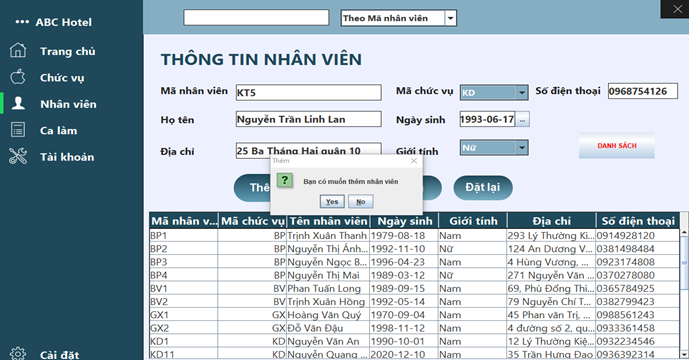 ABC Hotel
Theo Mã nhân viên
Trang chủ
Chức vụ
Nhân viên
Ca làm
Tài khoản
Cài đặt
THÔNG TIN NHÂN VIÊN
Mã nhân viên KT5 Mã chức vụ KD Số điện thoại 0968754126
Họ tên Nguyễn Trần Linh Lan Ngày sinh 1993-06-17 ...
Địa chỉ 25 Ba Tháng Hai quận 10 Giới tính Nữ DANH SÁCH
Thêm
Bạn có muốn thêm nhân viên
Yes No
Đặt lại
Mã nhân v... Mã chức vụ Tên nhân viên Ngày sinh Giới tính Địa chỉ Số điện thoại
BP1 BP Trịnh Xuân Thanh 1979-08-18 Nam 293 Lý Thường Ki... 0914928120
BP2 BP Nguyễn Thị Ánh... 1992-11-10 Nữ 124 An Dương V... 0381498484
BP3 BP Nguyễn Ngọc B... 1996-04-23 Nam 4 Hùng Vương, ... 0923174808
BP4 BP Nguyễn Thị Mai 1989-03-12 Nữ 271 Nguyễn Văn ... 0370278080
BV1 BV Phan Tuấn Long 1989-09-15 Nam 69, Phù Đổng Thi... 0365784925
BV2 BV Trịnh Xuân Hồng 1992-05-14 Nam 79 Nguyễn Chí T... 0382799423
GX1 GX Hoàng Văn Quý 1970-09-04 Nam 45 Phan văn Trị, ... 0988561243
GX2 GX Đỗ Văn Đậu 1998-11-12 Nam 4 đường số 2, qu... 0933361458
KD1 KD Nguyễn Văn An 1990-10-01 Nam 12 Lý Thường Ki... 0932234546
KD11 KD Nguyễn Quang ... 2020-12-10 Nam 35 Trần Hưng Đạo 0936392314